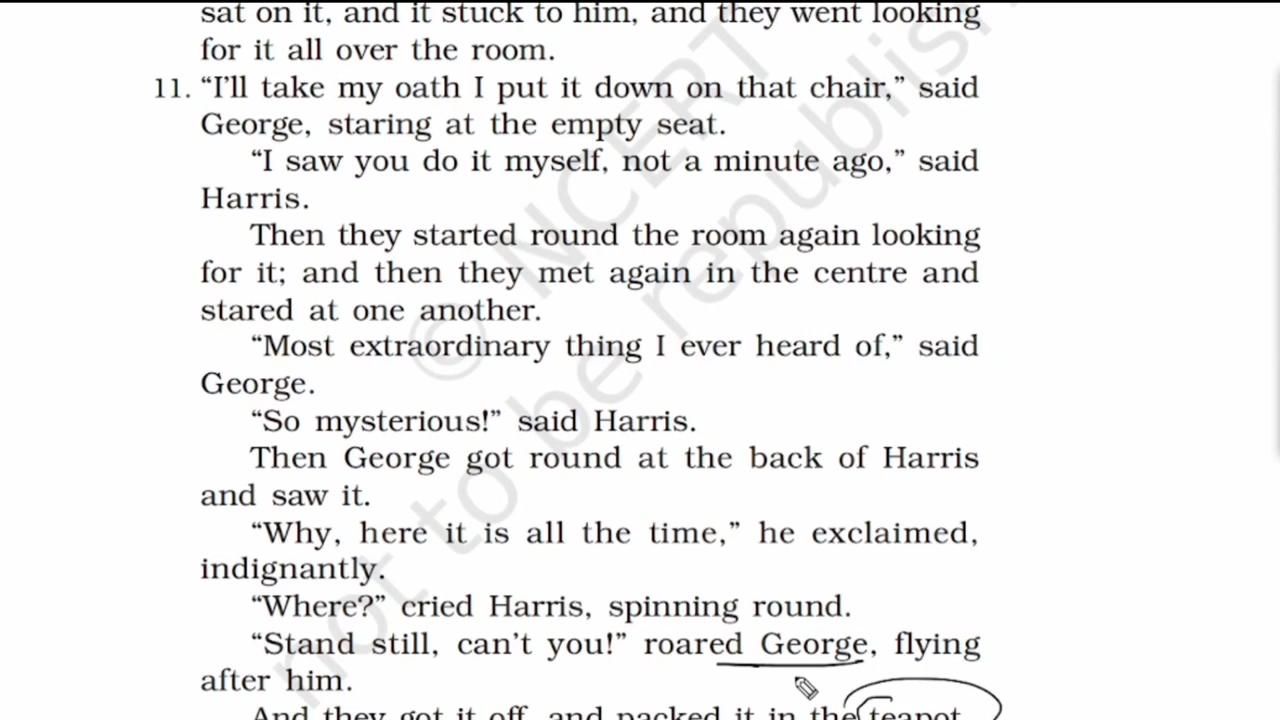 sat on it, and it stuck to him, and they went looking
for it all over the room.
11. “I'll take my oath I put it down on that chair,” said
George, staring at the empty seat.
“I saw you do it myself, not a minute ago,” said
Harris.
Then they started round the room again looking
for it; and then they met again in the centre and
stared at one another.
“Most extraordinary thing I ever heard of,” said
George.
“So mysterious!” said Harris.
Then George got round at the back of Harris
and saw it.
“Why, here it is all the time,” he exclaimed,
indignantly.
“Where?” cried Harris, spinning round.
“Stand still, can't you!” roared George, flying
after him.
And they got it off, and packed it in the teapot.
© NCERT
not to be republish